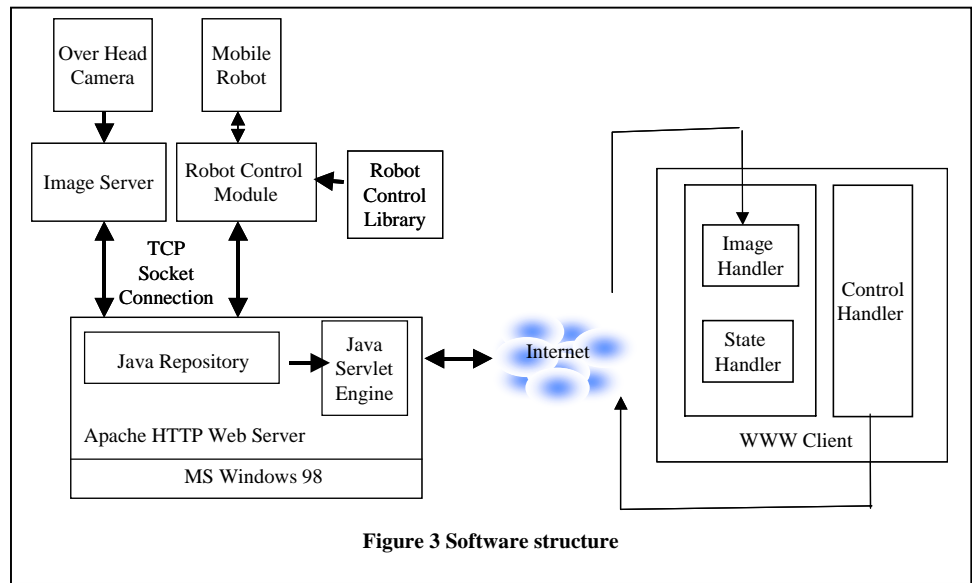 Over Head
Camera
Mobile
Robot
Image Server
Robot Control
Module
Robot
Control
Library
TCP
Socket
Connection
Java Repository
Java
Servlet
Engine
Apache HTTP Web Server
MS Windows 98
Internet
Image
Handler
State
Handler
Control
Handler
WWW Client
Figure 3 Software structure